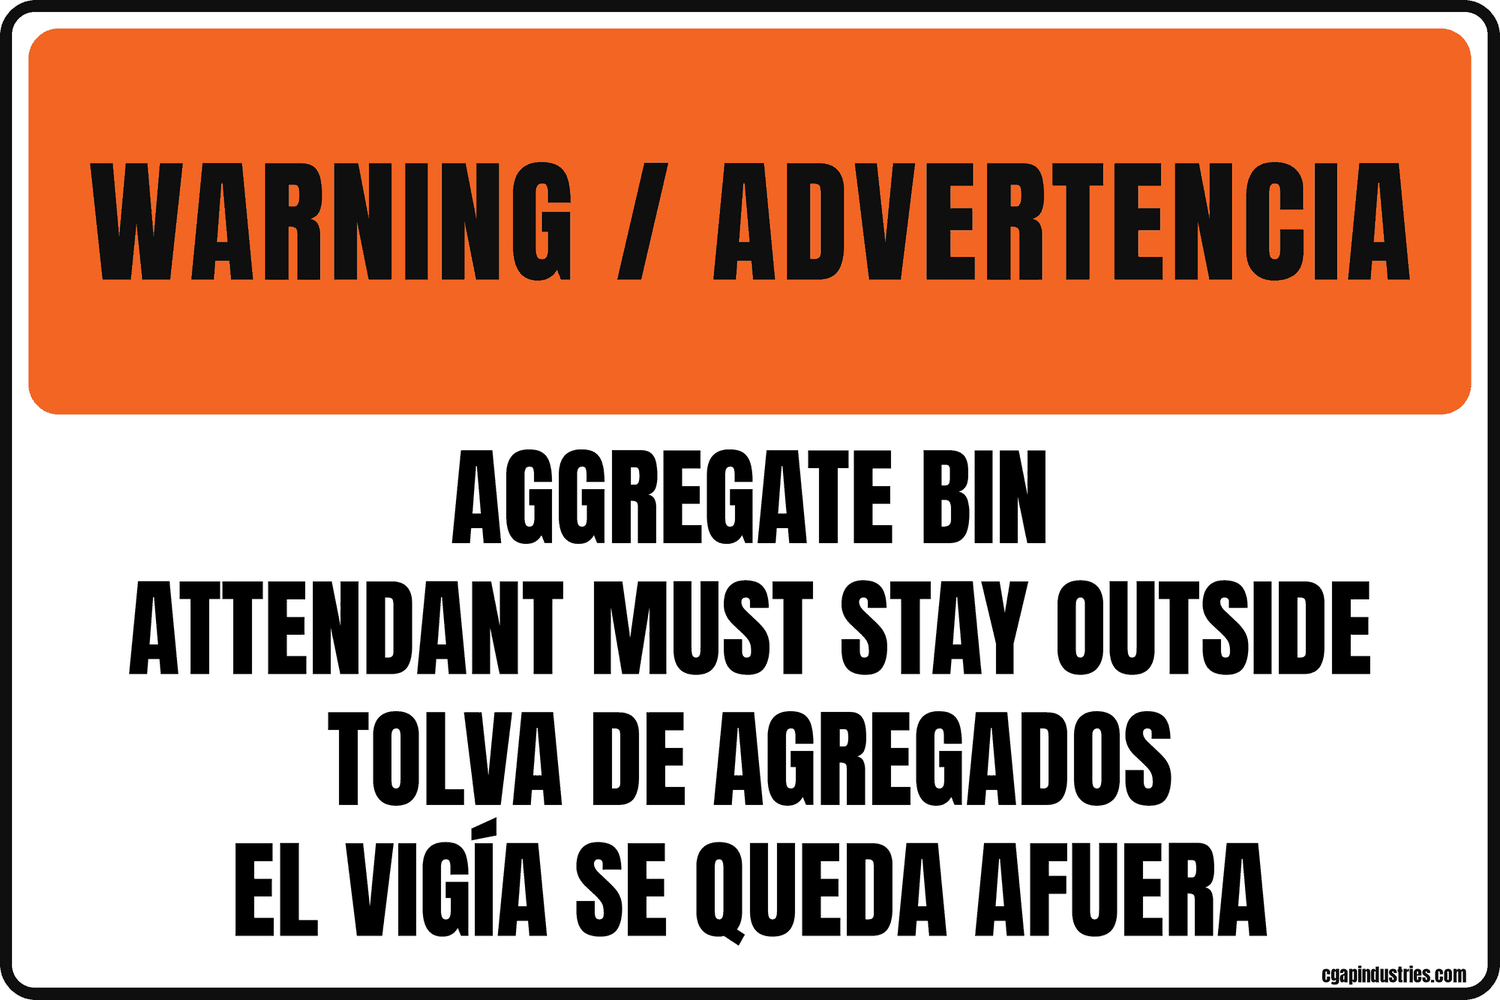 WARNING / ADVERTENCIA
AGGREGATE BIN
ATTENDANT MUST STAY OUTSIDE
TOLVA DE AGREGADOS
EL VIGÍA SE QUEDA AFUERA
cgapindustries.com